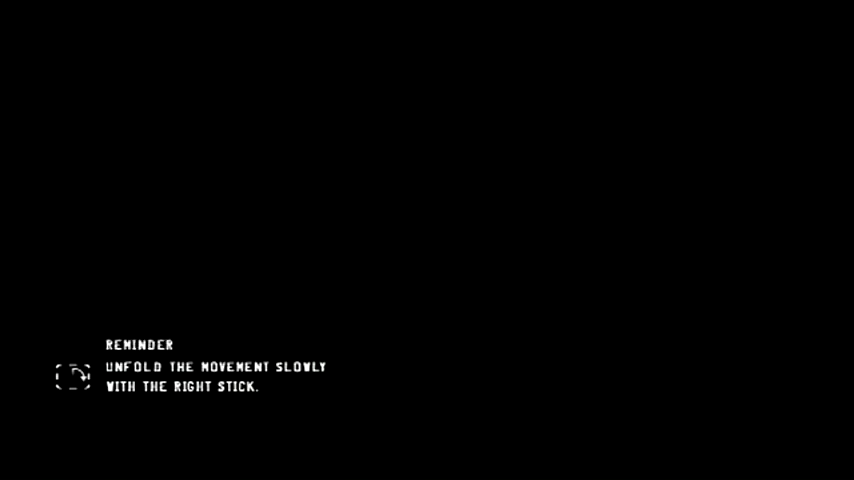 REMINDER
UNFOLD THE MOVEMENT SLOWLY
WITH THE RIGHT STICK.